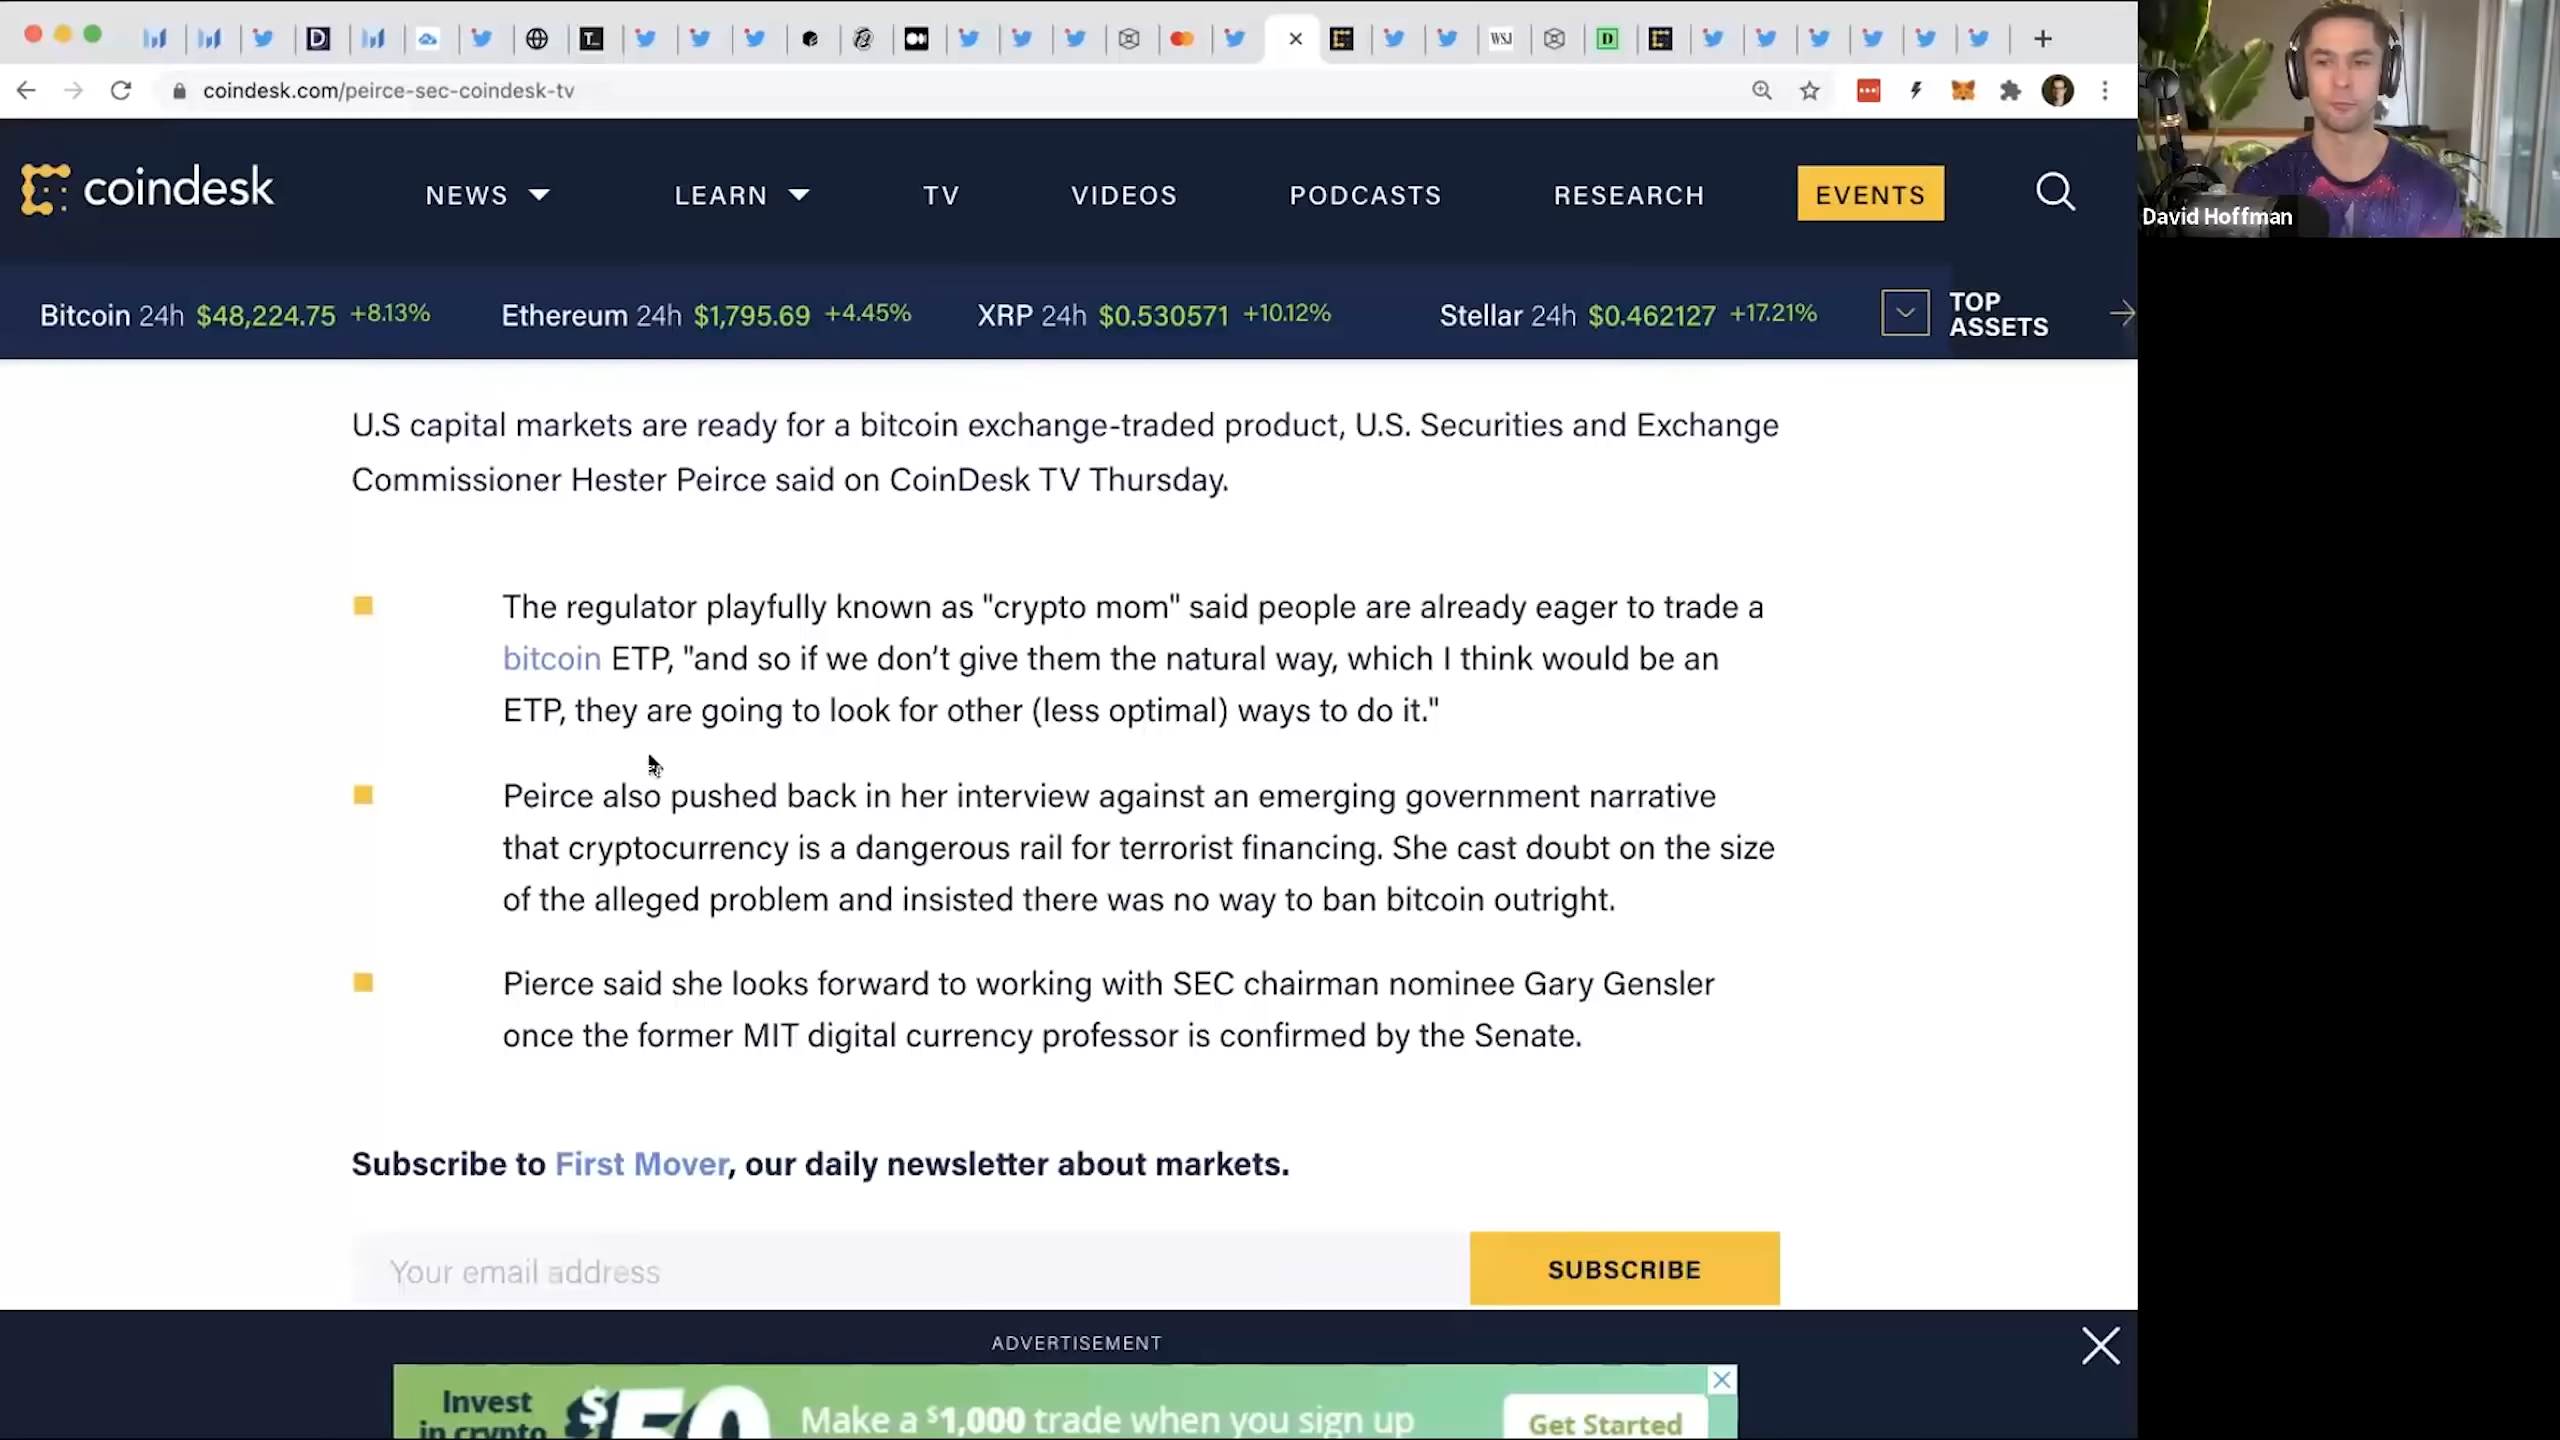 coindesk.com/peirce-sec-coindesk-tv
coindesk NEWS LEARN TV VIDEOS PODCASTS RESEARCH EVENTS
David Hoffman
Bitcoin 24h $48,224.75 +8.13% Ethereum 24h $1,795.69 +4.45% XRP 24h $0.530571 +10.12% Stellar 24h $0.462127 +17.21% TOP ASSETS
U.S capital markets are ready for a bitcoin exchange-traded product, U.S. Securities and Exchange
Commissioner Hester Peirce said on CoinDesk TV Thursday.
The regulator playfully known as "crypto mom" said people are already eager to trade a
bitcoin ETP, "and so if we don’t give them the natural way, which I think would be an
ETP, they are going to look for other (less optimal) ways to do it."
Peirce also pushed back in her interview against an emerging government narrative
that cryptocurrency is a dangerous rail for terrorist financing. She cast doubt on the size
of the alleged problem and insisted there was no way to ban bitcoin outright.
Pierce said she looks forward to working with SEC chairman nominee Gary Gensler
once the former MIT digital currency professor is confirmed by the Senate.
Subscribe to First Mover, our daily newsletter about markets.
Your email address SUBSCRIBE
ADVERTISEMENT
Invest
in crypto $50 Make a $1,000 trade when you sign up Get Started